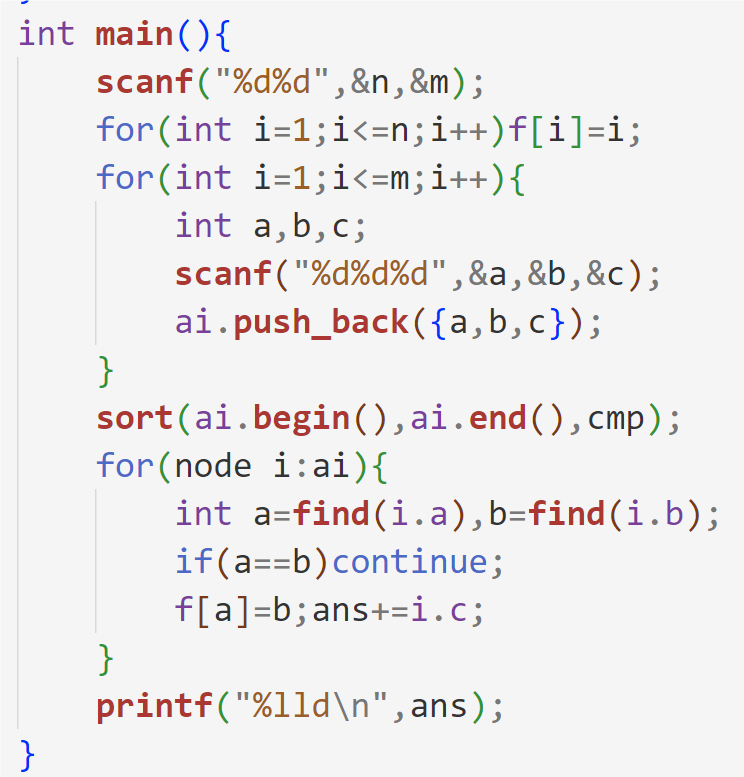 int main(){
scanf("%d%d",&n,&m);
for(int i=1;i<=n;i++)f[i]=i;
for(int i=1;i<=m;i++){
int a,b,c;
scanf("%d%d%d",&a,&b,&c);
ai.push_back({a,b,c});
}
sort(ai.begin(),ai.end(),cmp);
for(node i:ai){
int a=find(i.a),b=find(i.b);
if(a==b)continue;
f[a]=b;ans+=i.c;
}
printf("%lld\n",ans);
}